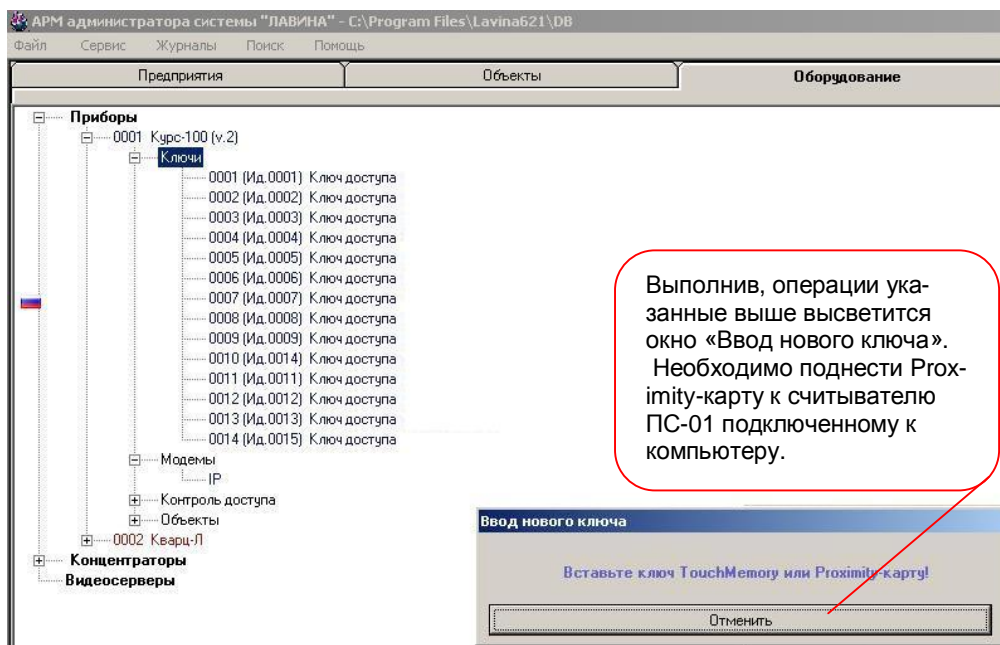 АРМ администратора системы "ЛАВИНА" - C:\Program Files\Lavina621\DB
Файл Сервис Журналы Поиск Помощь
Предприятия Объекты Оборудование
Приборы
0001 Курс-100 (v.2)
Ключи
0001 (Ид.0001) Ключ доступа
0002 (Ид.0002) Ключ доступа
0003 (Ид.0003) Ключ доступа
0004 (Ид.0004) Ключ доступа
0005 (Ид.0005) Ключ доступа
0006 (Ид.0006) Ключ доступа
0007 (Ид.0007) Ключ доступа
0008 (Ид.0008) Ключ доступа
0009 (Ид.0009) Ключ доступа
0010 (Ид.0014) Ключ доступа
0011 (Ид.0011) Ключ доступа
0012 (Ид.0012) Ключ доступа
0013 (Ид.0013) Ключ доступа
0014 (Ид.0015) Ключ доступа
Модемы
IP
Контроль доступа
Объекты
0002 Кварц-Л
Концентраторы
Видеосерверы
Выполнив, операции ука-
занные выше высветится
окно «Ввод нового ключа».
Необходимо поднести Prox-
imity-карту к считывателю
ПС-01 подключенному к
компьютеру.
Ввод нового ключа
Вставьте ключ TouchMemory или Proximity-карту!
Отменить